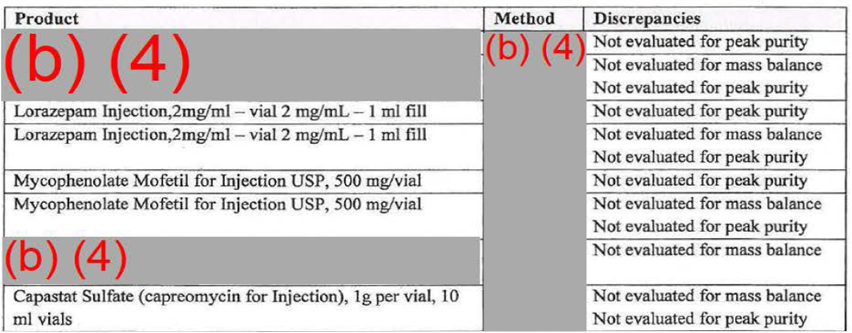 Product Method Discrepancies
(b) (4) (b) (4) Not evaluated for peak purity
Not evaluated for mass balance
Not evaluated for peak purity
Lorazepam Injection,2mg/ml – vial 2 mg/mL – 1 ml fill Not evaluated for peak purity
Lorazepam Injection,2mg/ml – vial 2 mg/mL – 1 ml fill Not evaluated for mass balance
Not evaluated for peak purity
Mycophenolate Mofetil for Injection USP, 500 mg/vial Not evaluated for peak purity
Mycophenolate Mofetil for Injection USP, 500 mg/vial Not evaluated for mass balance
Not evaluated for peak purity
(b) (4) Not evaluated for mass balance
Capastat Sulfate (capreomycin for Injection), 1g per vial, 10 Not evaluated for mass balance
ml vials Not evaluated for peak purity